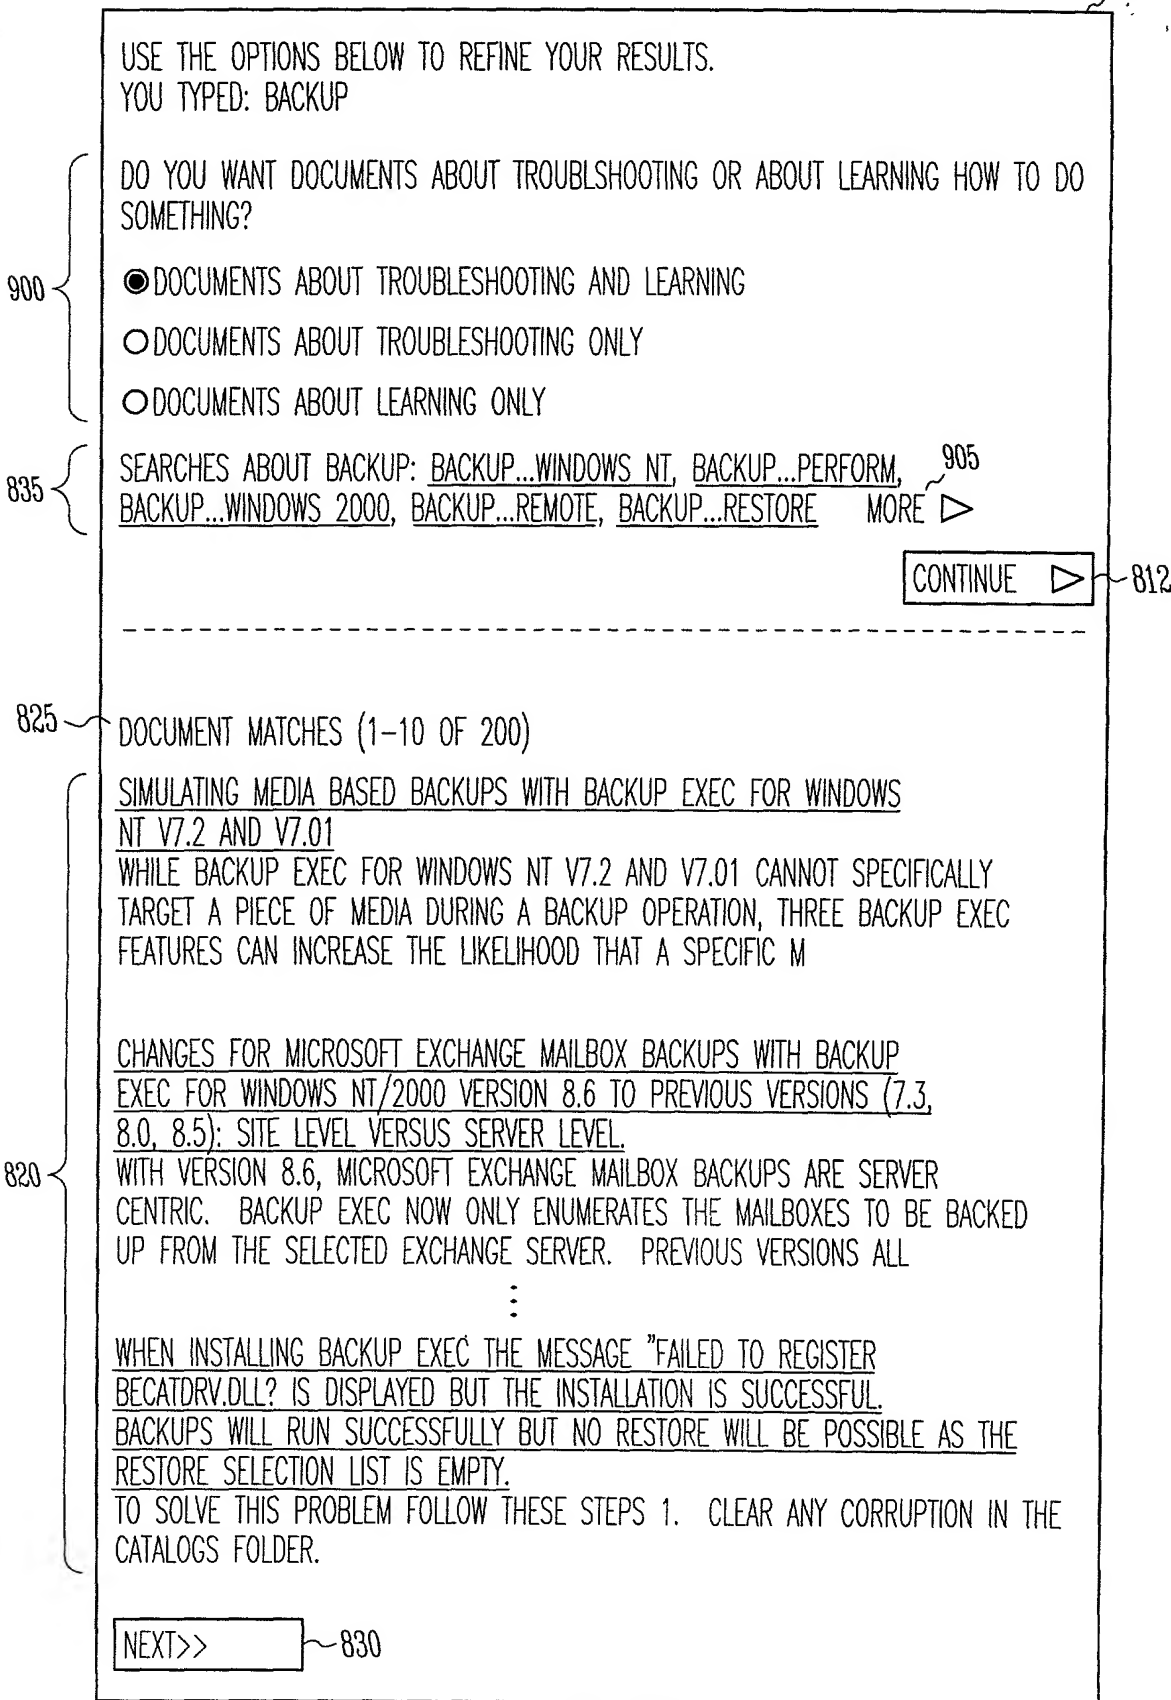 USE THE OPTIONS BELOW TO REFINE YOUR RESULTS.
YOU TYPED: BACKUP
DO YOU WANT DOCUMENTS ABOUT TROUBLSHOOTING OR ABOUT LEARNING HOW TO DO
SOMETHING?
900
DOCUMENTS ABOUT TROUBLESHOOTING AND LEARNING
DOCUMENTS ABOUT TROUBLESHOOTING ONLY
DOCUMENTS ABOUT LEARNING ONLY
835
SEARCHES ABOUT BACKUP: BACKUP...WINDOWS NT, BACKUP...PERFORM,
905
BACKUP...WINDOWS 2000, BACKUP...REMOTE, BACKUP...RESTORE MORE
CONTINUE
812
825
DOCUMENT MATCHES (1-10 OF 200)
820
SIMULATING MEDIA BASED BACKUPS WITH BACKUP EXEC FOR WINDOWS
NT V7.2 AND V7.01
WHILE BACKUP EXEC FOR WINDOWS NT V7.2 AND V7.01 CANNOT SPECIFICALLY
TARGET A PIECE OF MEDIA DURING A BACKUP OPERATION, THREE BACKUP EXEC
FEATURES CAN INCREASE THE LIKELIHOOD THAT A SPECIFIC M
CHANGES FOR MICROSOFT EXCHANGE MAILBOX BACKUPS WITH BACKUP
EXEC FOR WINDOWS NT/2000 VERSION 8.6 TO PREVIOUS VERSIONS (7.3,
8.0, 8.5): SITE LEVEL VERSUS SERVER LEVEL.
WITH VERSION 8.6, MICROSOFT EXCHANGE MAILBOX BACKUPS ARE SERVER
CENTRIC. BACKUP EXEC NOW ONLY ENUMERATES THE MAILBOXES TO BE BACKED
UP FROM THE SELECTED EXCHANGE SERVER. PREVIOUS VERSIONS ALL
WHEN INSTALLING BACKUP EXEC THE MESSAGE "FAILED TO REGISTER
BECATDRV.DLL? IS DISPLAYED BUT THE INSTALLATION IS SUCCESSFUL.
BACKUPS WILL RUN SUCCESSFULLY BUT NO RESTORE WILL BE POSSIBLE AS THE
RESTORE SELECTION LIST IS EMPTY.
TO SOLVE THIS PROBLEM FOLLOW THESE STEPS 1. CLEAR ANY CORRUPTION IN THE
CATALOGS FOLDER.
NEXT>>
830